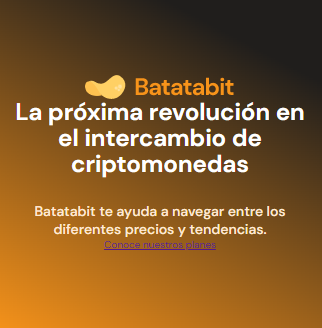 Batatabit
La próxima revolución en
el intercambio de
criptomonedas
Batatabit te ayuda a navegar entre los
diferentes precios y tendencias.
Conoce nuestros planes